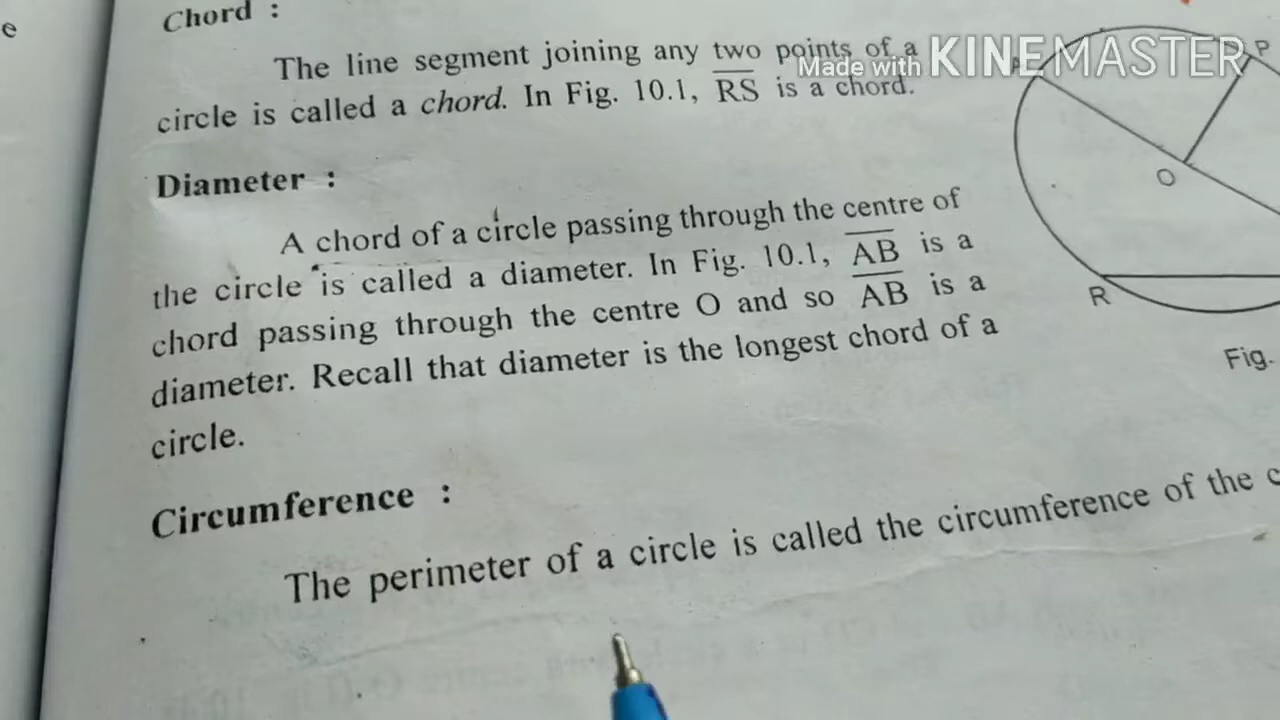 e
Chord :
The line segment joining any two points of a
circle is called a chord. In Fig. 10.1, RS is a chord.
Made with KINEMASTER
P
A
O
R
Fig.
Diameter :
A chord of a circle passing through the centre of
the circle is called a diameter. In Fig. 10.1, AB is a
chord passing through the centre O and so AB is a
diameter. Recall that diameter is the longest chord of a
circle.
Circumference :
The perimeter of a circle is called the circumference of the c